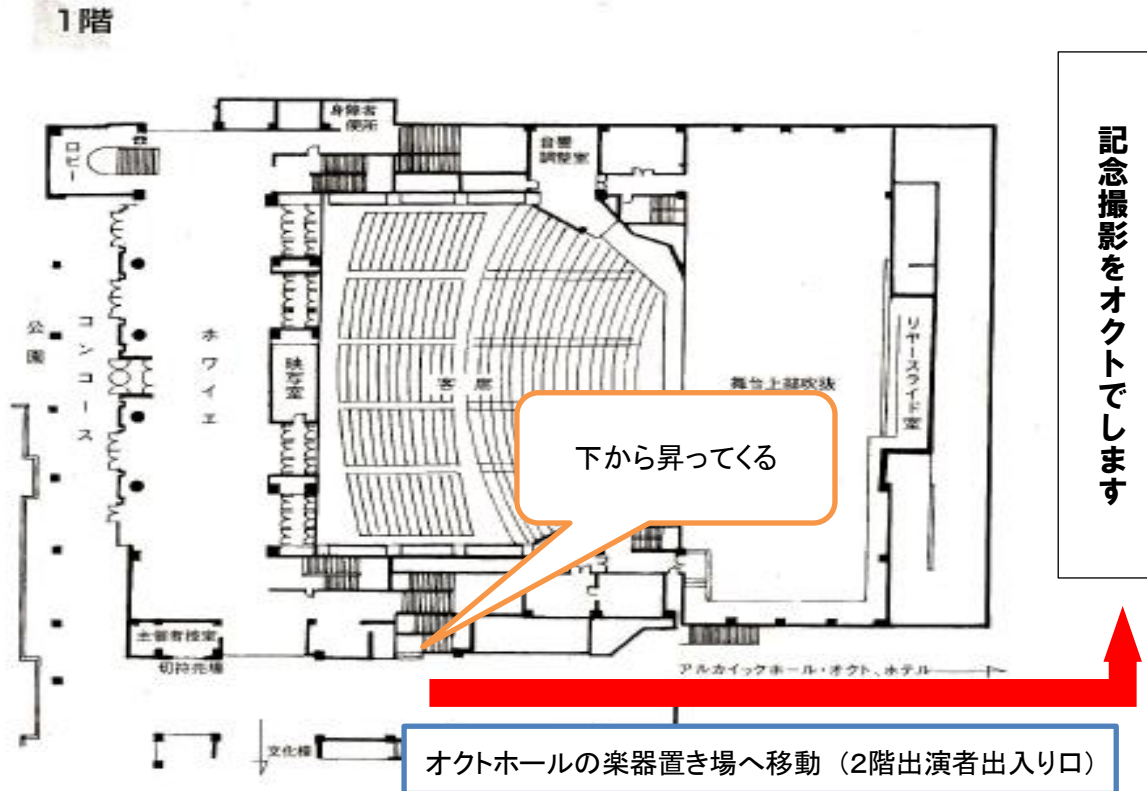 1階
身障者
便所
ロビー
音響
調整室
公園
コンコース
ホワイエ
映写室
客席
舞台上部吹抜
リヤースライド室
記念撮影をオクトでします
下から昇ってくる
主催者控室
切符売場
アルカイックホール・オクト、ホテル
文化棟
オクトホールの楽器置き場へ移動（2階出演者出入り口）